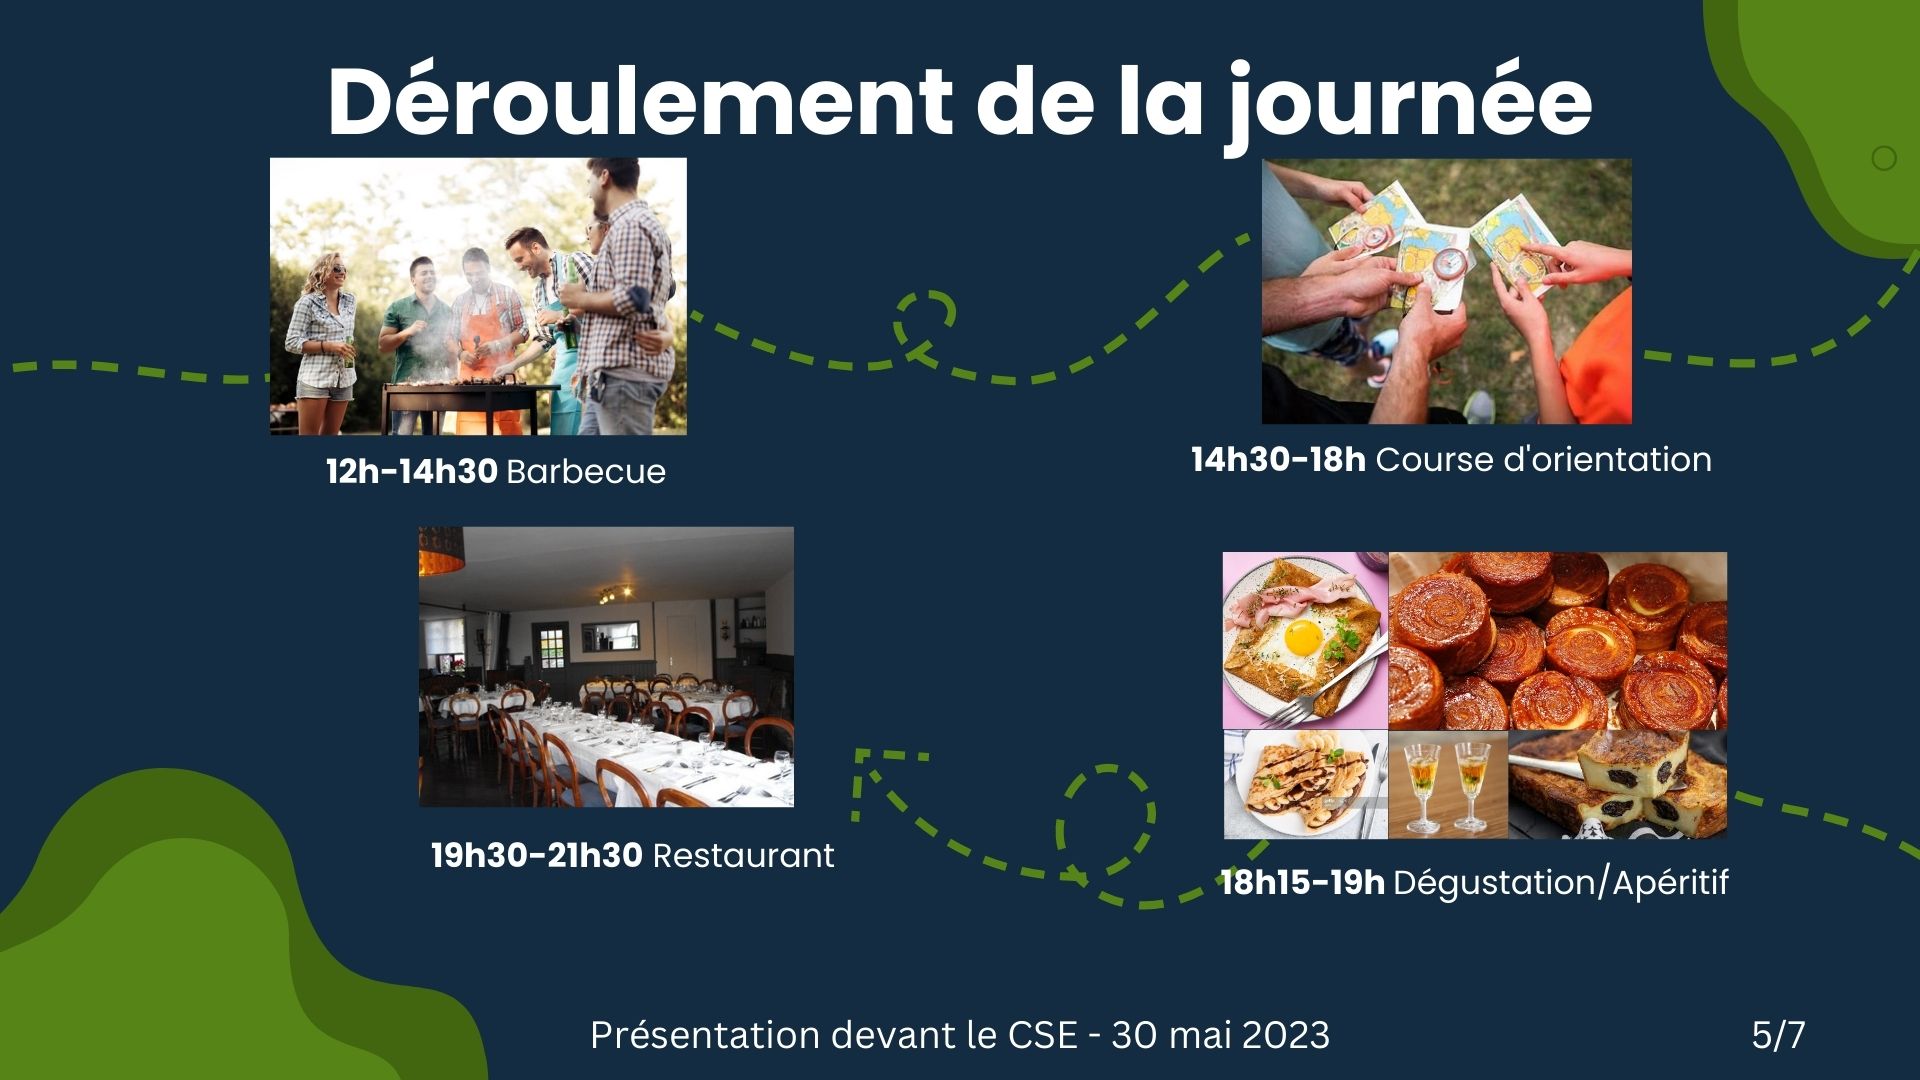 Déroulement de la journée
12h-14h30 Barbecue
14h30-18h Course d'orientation
18h15-19h Dégustation/Apéritif
19h30-21h30 Restaurant
Présentation devant le CSE - 30 mai 2023
5/7